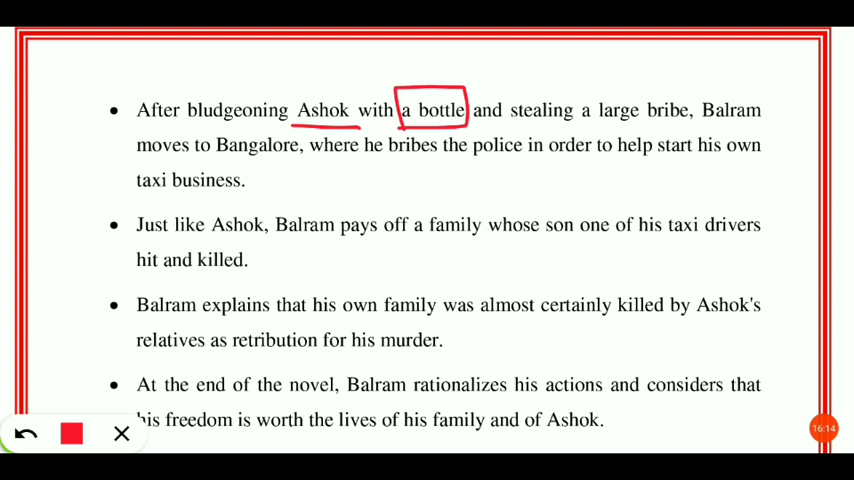 • After bludgeoning Ashok with a bottle and stealing a large bribe, Balram
moves to Bangalore, where he bribes the police in order to help start his own
taxi business.
• Just like Ashok, Balram pays off a family whose son one of his taxi drivers
hit and killed.
• Balram explains that his own family was almost certainly killed by Ashok's
relatives as retribution for his murder.
• At the end of the novel, Balram rationalizes his actions and considers that
his freedom is worth the lives of his family and of Ashok.
16:14